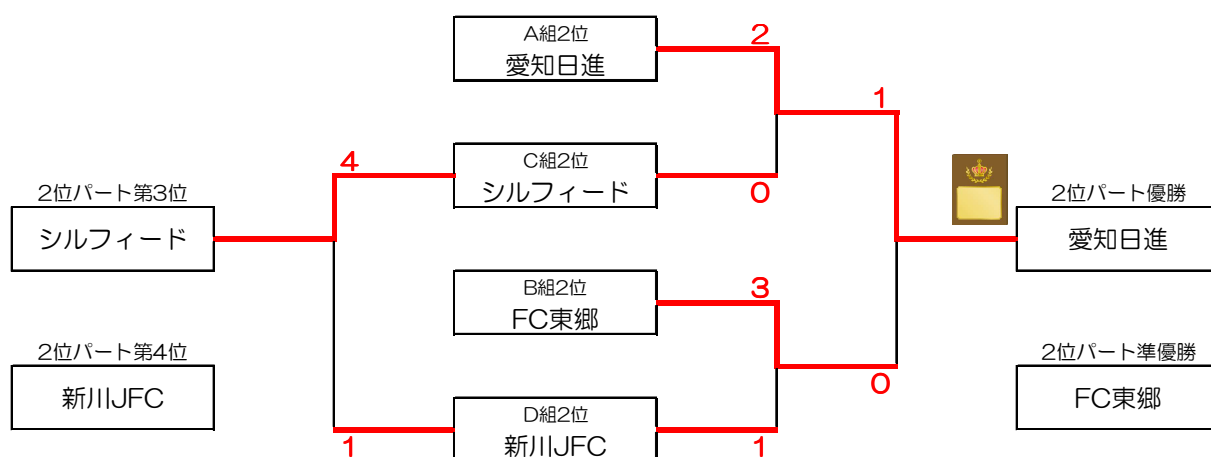 A組2位
愛知日進
2
1
4
C組2位
シルフィード
0
2位パート第3位
シルフィード
2位パート優勝
愛知日進
B組2位
FC東郷
3
2位パート第4位
新川JFC
0
2位パート準優勝
FC東郷
D組2位
新川JFC
1
1